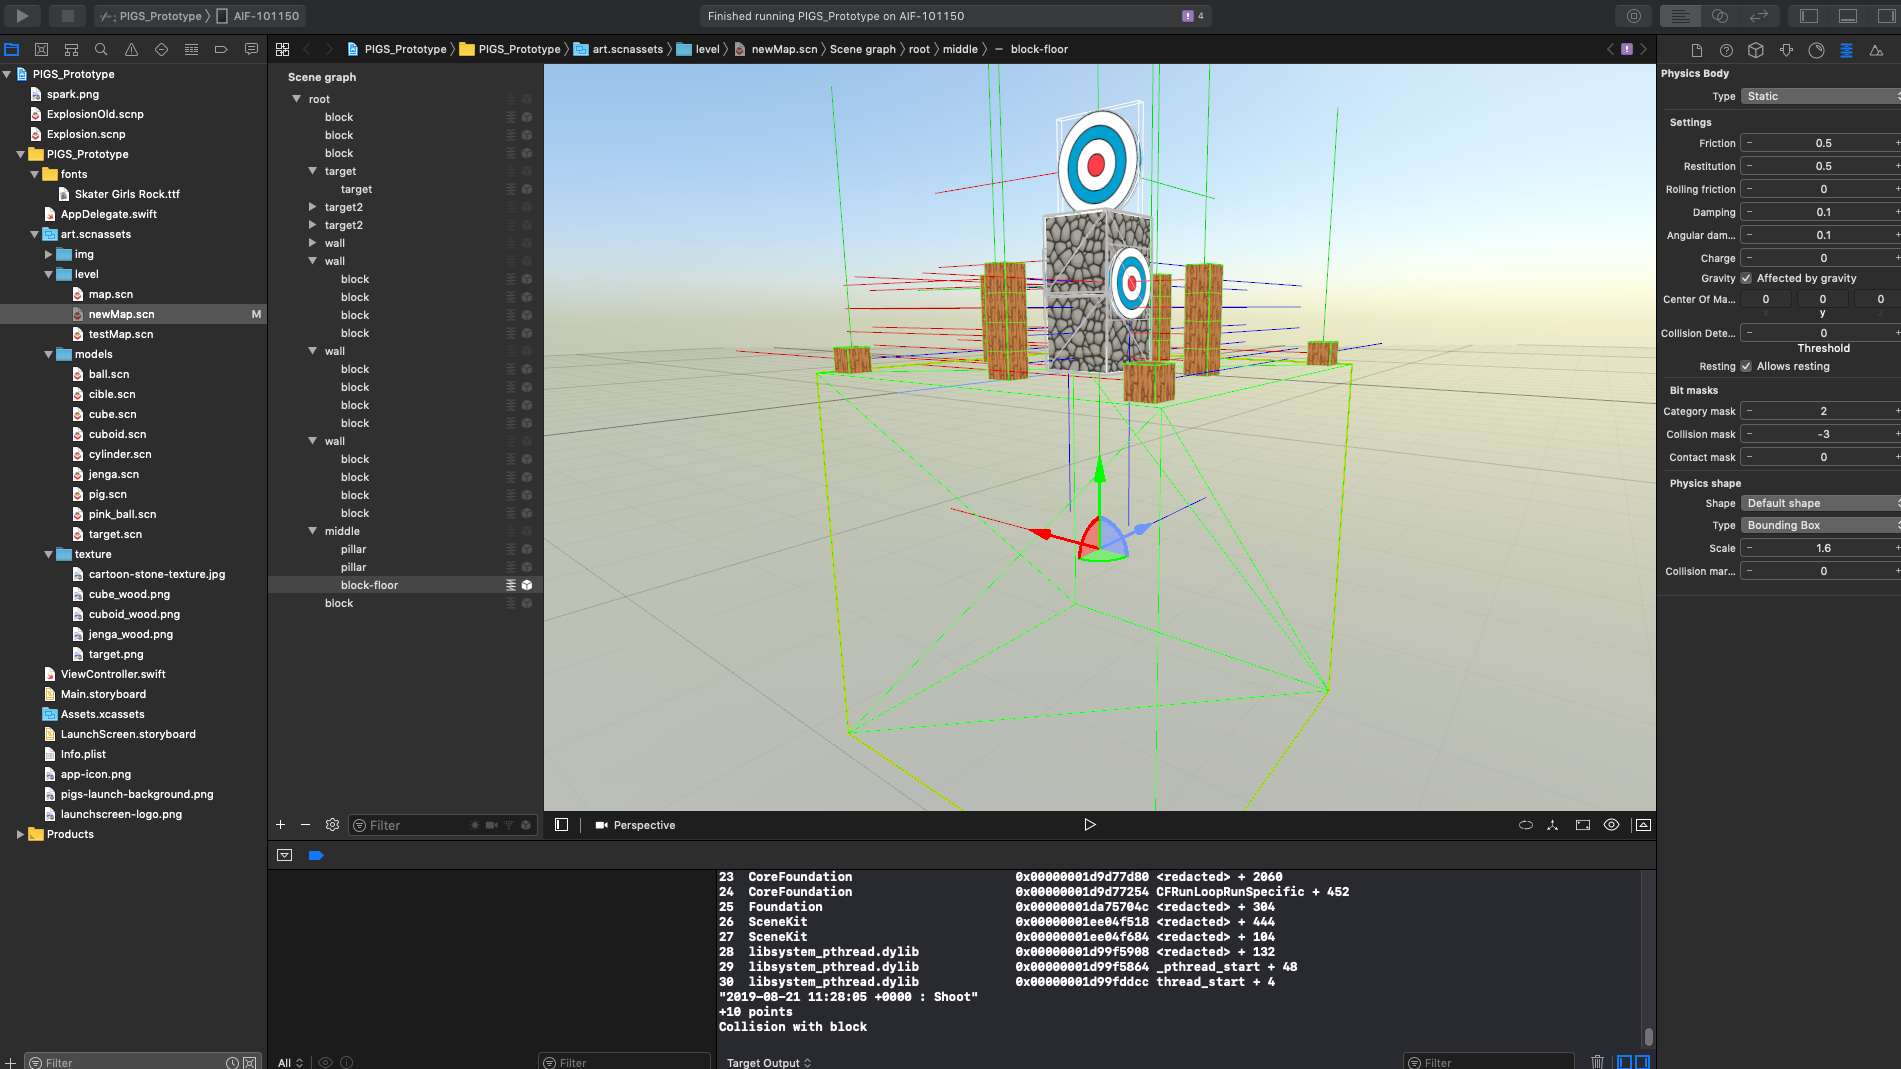 PIGS_Prototype
AIF-101150
Finished running PIGS_Prototype on AIF-101150
4
PIGS_Prototype
PIGS_Prototype
art.scnassets
level
newMap.scn
Scene graph
root
middle
block-floor
PIGS_Prototype
spark.png
ExplosionOld.scnp
Explosion.scnp
PIGS_Prototype
fonts
Skater Girls Rock.ttf
AppDelegate.swift
art.scnassets
img
level
map.scn
newMap.scn
M
testMap.scn
models
ball.scn
cible.scn
cube.scn
cuboid.scn
cylinder.scn
jenga.scn
pig.scn
pink_ball.scn
target.scn
texture
cartoon-stone-texture.jpg
cube_wood.png
cuboid_wood.png
jenga_wood.png
target.png
ViewController.swift
Main.storyboard
Assets.xcassets
LaunchScreen.storyboard
Info.plist
app-icon.png
pigs-launch-background.png
launchscreen-logo.png
Products
Filter
Scene graph
root
block
block
block
target
target
target2
target2
wall
wall
block
block
block
block
wall
block
block
block
block
wall
block
block
block
block
middle
pillar
pillar
block-floor
block
Filter
Perspective
Physics Body
Type Static
Settings
Friction 0.5
Restitution 0.5
Rolling friction 0
Damping 0.1
Angular dam... 0.1
Charge 0
Gravity Affected by gravity
Center Of Ma... 0 0 0
x y z
Collision Dete... 0
Threshold
Resting Allows resting
Bit masks
Category mask 2
Collision mask -3
Contact mask 0
Physics shape
Shape Default shape
Type Bounding Box
Scale 1.6
Collision mar... 0
23 CoreFoundation 0x00000001d9d77d80 <redacted> + 2060
24 CoreFoundation 0x00000001d9d77254 CFRunLoopRunSpecific + 452
25 Foundation 0x00000001da75704c <redacted> + 304
26 SceneKit 0x00000001ee04f518 <redacted> + 444
27 SceneKit 0x00000001ee04f684 <redacted> + 104
28 libsystem_pthread.dylib 0x00000001d99f5908 <redacted> + 132
29 libsystem_pthread.dylib 0x00000001d99f5864 _pthread_start + 48
30 libsystem_pthread.dylib 0x00000001d99fddcc thread_start + 4
"2019-08-21 11:28:05 +0000 : Shoot"
+10 points
Collision with block
All
Filter
Target Output
Filter